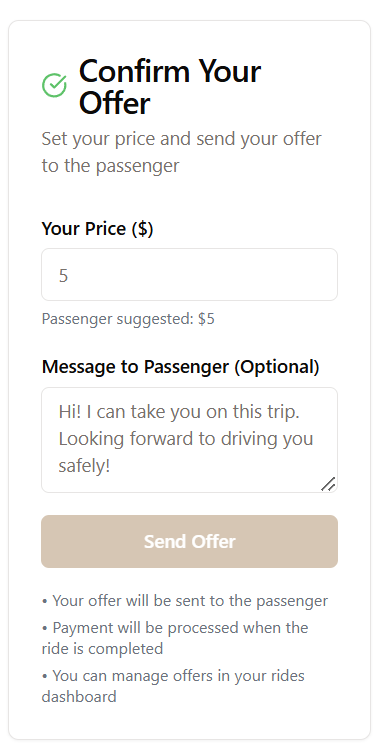 Confirm Your
Offer
Set your price and send your offer
to the passenger
Your Price ($)
5
Passenger suggested: $5
Message to Passenger (Optional)
Hi! I can take you on this trip.
Looking forward to driving you
safely!
Send Offer
• Your offer will be sent to the passenger
• Payment will be processed when the
ride is completed
• You can manage offers in your rides
dashboard